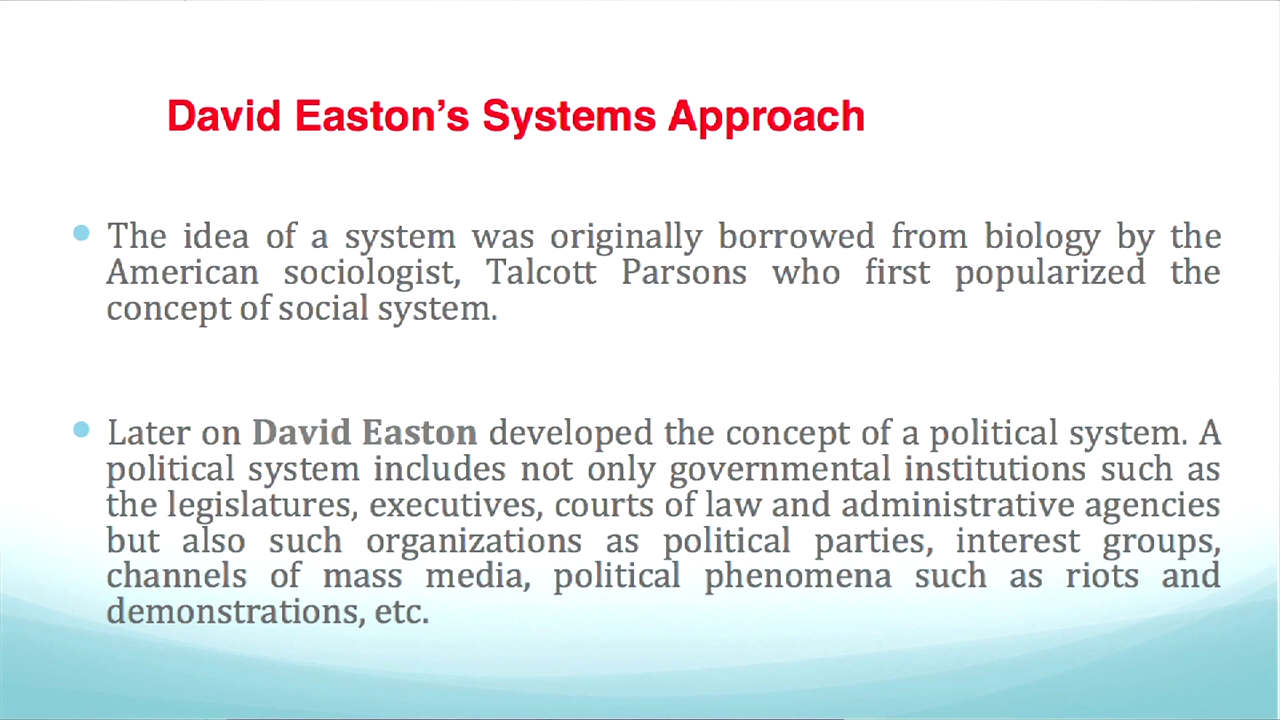 David Easton’s Systems Approach
The idea of a system was originally borrowed from biology by the
American sociologist, Talcott Parsons who first popularized the
concept of social system.
Later on David Easton developed the concept of a political system. A
political system includes not only governmental institutions such as
the legislatures, executives, courts of law and administrative agencies
but also such organizations as political parties, interest groups,
channels of mass media, political phenomena such as riots and
demonstrations, etc.